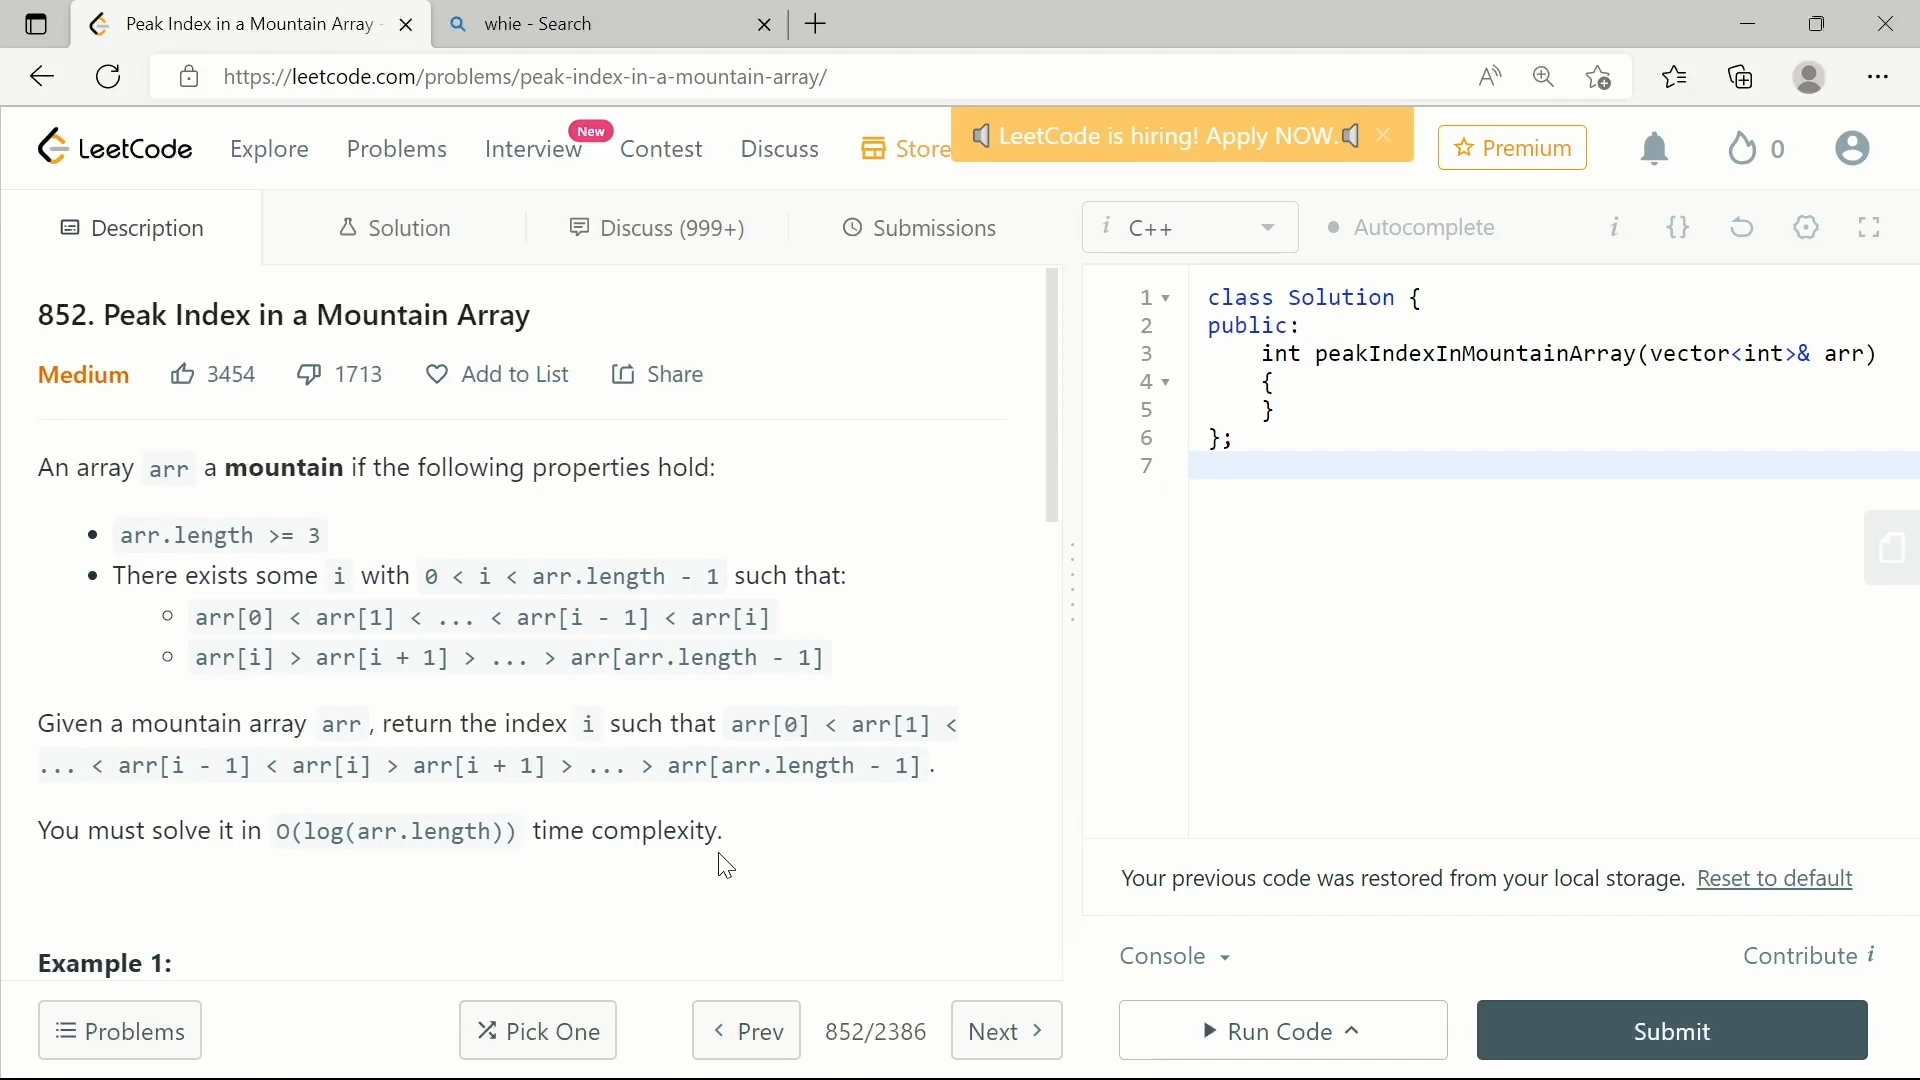 Peak Index in a Mountain Array -
whie - Search
https://leetcode.com/problems/peak-index-in-a-mountain-array/
LeetCode Explore Problems Interview New Contest Discuss Store
LeetCode is hiring! Apply NOW.
Premium 0
Description Solution Discuss (999+) Submissions
i C++ Autocomplete i {}
852. Peak Index in a Mountain Array
Medium 3454 1713 Add to List Share
An array arr a mountain if the following properties hold:
• arr.length >= 3
• There exists some i with 0 < i < arr.length - 1 such that:
arr[0] < arr[1] < ... < arr[i - 1] < arr[i]
arr[i] > arr[i + 1] > ... > arr[arr.length - 1]
Given a mountain array arr, return the index i such that arr[0] < arr[1] <
... < arr[i - 1] < arr[i] > arr[i + 1] > ... > arr[arr.length - 1].
You must solve it in O(log(arr.length)) time complexity.
Example 1:
1 class Solution {
2 public:
3 int peakIndexInMountainArray(vector<int>& arr)
4 {
5 }
6 };
7
Your previous code was restored from your local storage. Reset to default
Console Contribute i
Problems Pick One < Prev 852/2386 Next >
Run Code Submit